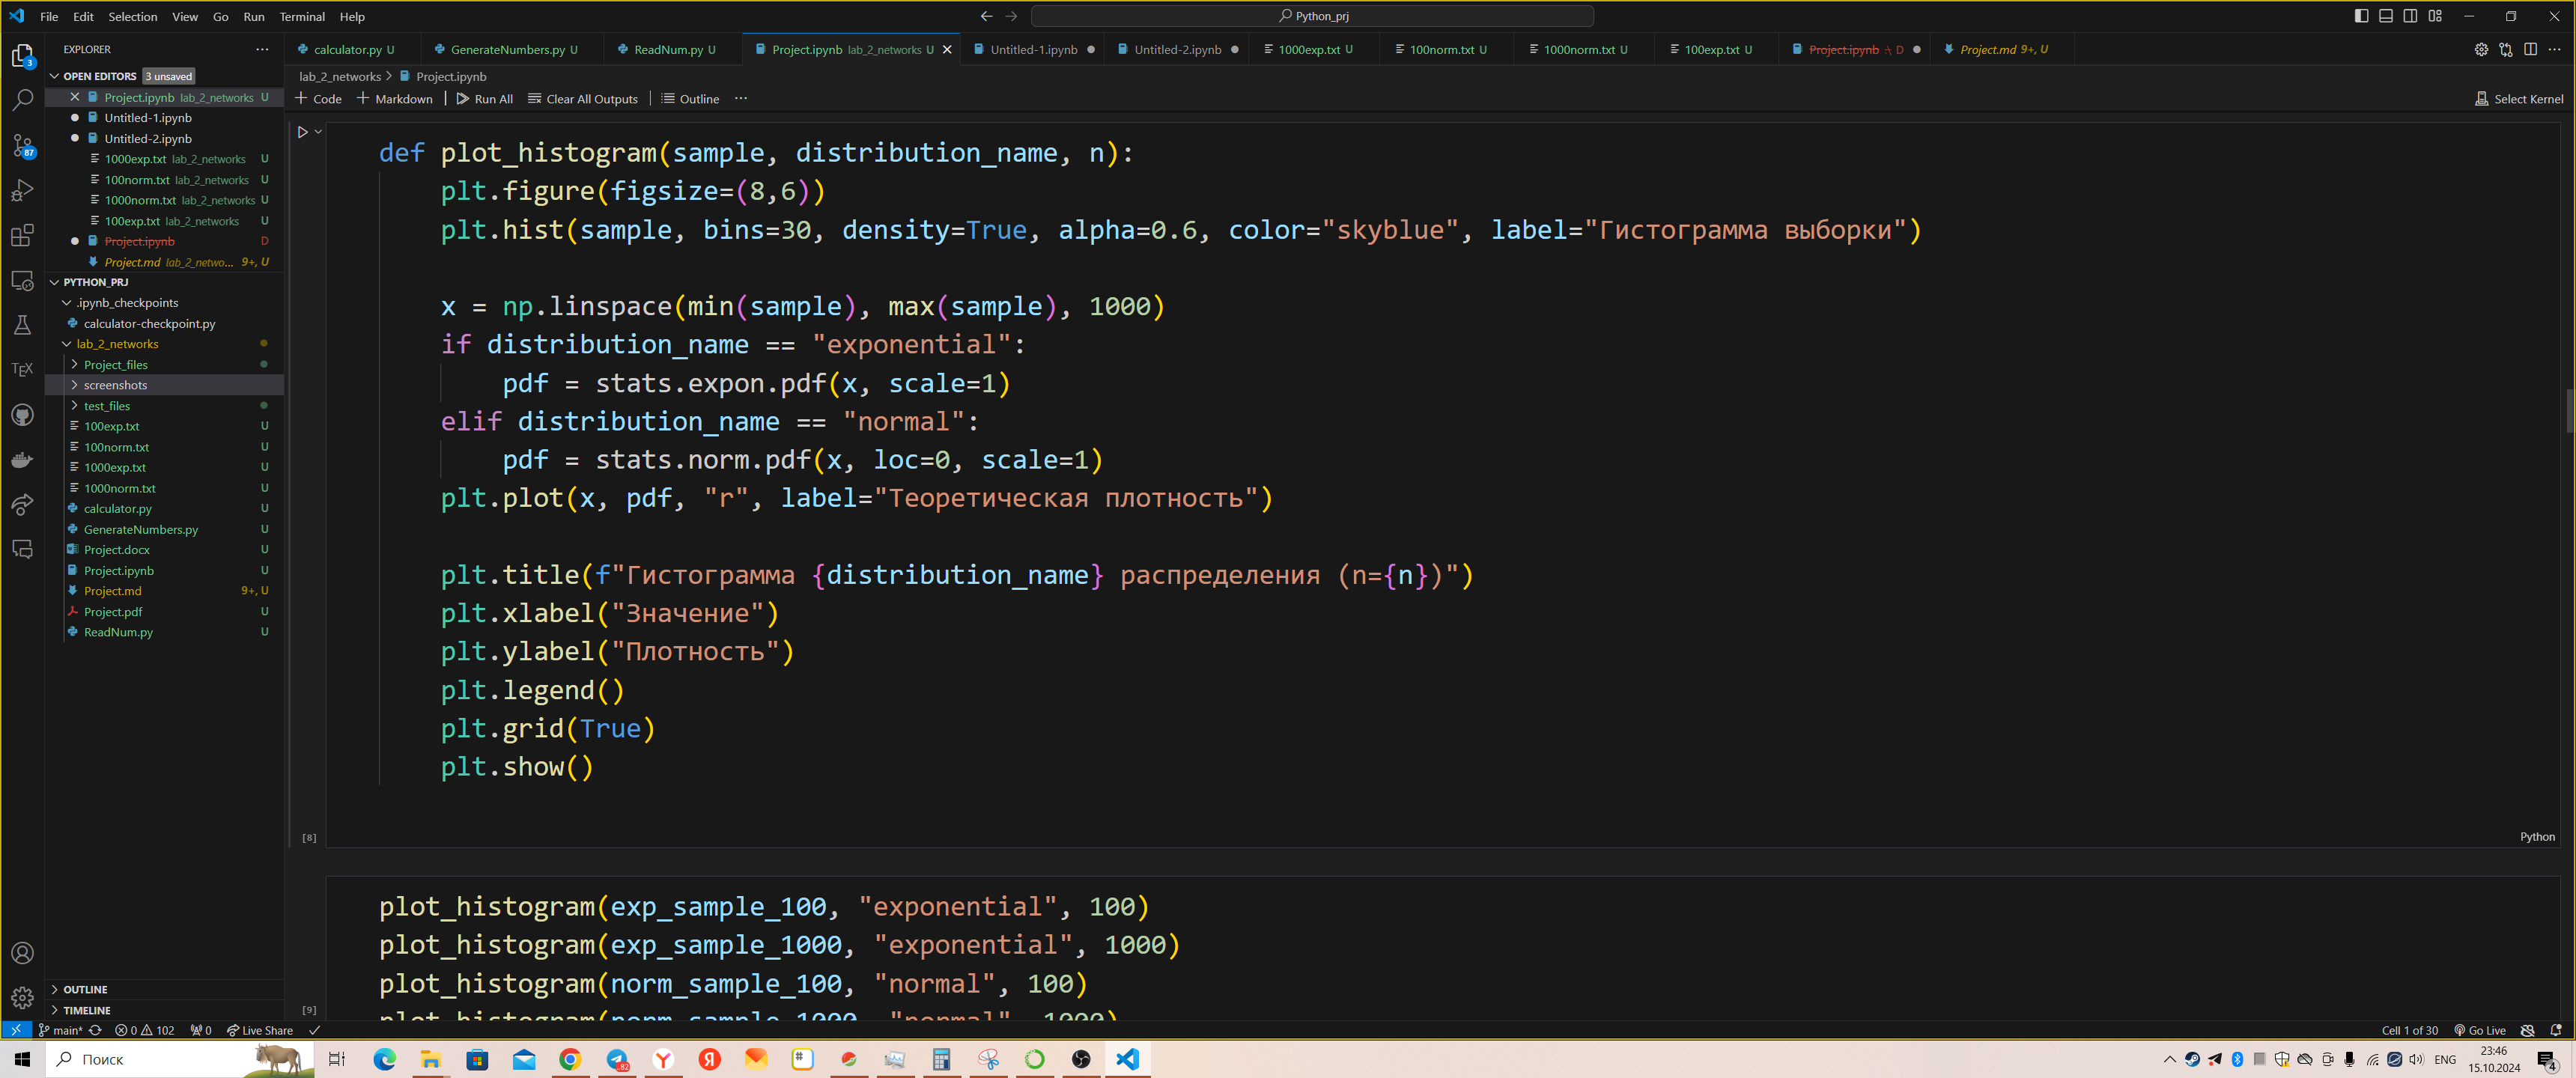 File Edit Selection View Go Run Terminal Help
Python_prj
EXPLORER
calculator.py U GenerateNumbers.py U ReadNum.py U Project.ipynb lab_2_networks U Untitled-1.ipynb Untitled-2.ipynb 1000exp.txt U 100norm.txt U 1000norm.txt U 100exp.txt U Project.ipynb D Project.md 9+, U
OPEN EDITORS 3 unsaved
Project.ipynb lab_2_networks U
Untitled-1.ipynb
Untitled-2.ipynb
1000exp.txt lab_2_networks U
100norm.txt lab_2_networks U
1000norm.txt lab_2_networks U
100exp.txt lab_2_networks U
Project.ipynb D
Project.md lab_2_netwo... 9+, U
PYTHON_PRJ
.ipynb_checkpoints
calculator-checkpoint.py
lab_2_networks
Project_files
screenshots
test_files
100exp.txt U
100norm.txt U
1000exp.txt U
1000norm.txt U
calculator.py U
GenerateNumbers.py U
Project.docx U
Project.ipynb U
Project.md 9+, U
Project.pdf U
ReadNum.py U
OUTLINE
TIMELINE
lab_2_networks > Project.ipynb
+ Code + Markdown Run All Clear All Outputs Outline ...
Select Kernel
def plot_histogram(sample, distribution_name, n):
plt.figure(figsize=(8,6))
plt.hist(sample, bins=30, density=True, alpha=0.6, color="skyblue", label="Гистограмма выборки")
x = np.linspace(min(sample), max(sample), 1000)
if distribution_name == "exponential":
pdf = stats.expon.pdf(x, scale=1)
elif distribution_name == "normal":
pdf = stats.norm.pdf(x, loc=0, scale=1)
plt.plot(x, pdf, "r", label="Теоретическая плотность")
plt.title(f"Гистограмма {distribution_name} распределения (n={n})")
plt.xlabel("Значение")
plt.ylabel("Плотность")
plt.legend()
plt.grid(True)
plt.show()
[8]
Python
plot_histogram(exp_sample_100, "exponential", 100)
plot_histogram(exp_sample_1000, "exponential", 1000)
plot_histogram(norm_sample_100, "normal", 100)
plot_histogram(norm_sample_1000, "normal", 1000)
[9]
main* 0 102 0 Live Share
Cell 1 of 30 Go Live
Поиск
ENG
23:46
15.10.2024